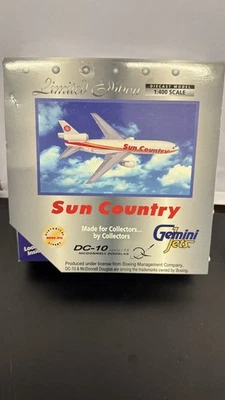 Limited Edition
DIECAST MODEL
1:400 SCALE
Sun Country
Sun Country
Made for Collectors...
by Collectors
Gemini
Jets
DC-10
MCDONNELL DOUGLAS
Produced under license from Boeing Management Company.
DC-10 & McDonnell Douglas are among the trademarks owned by Boeing.